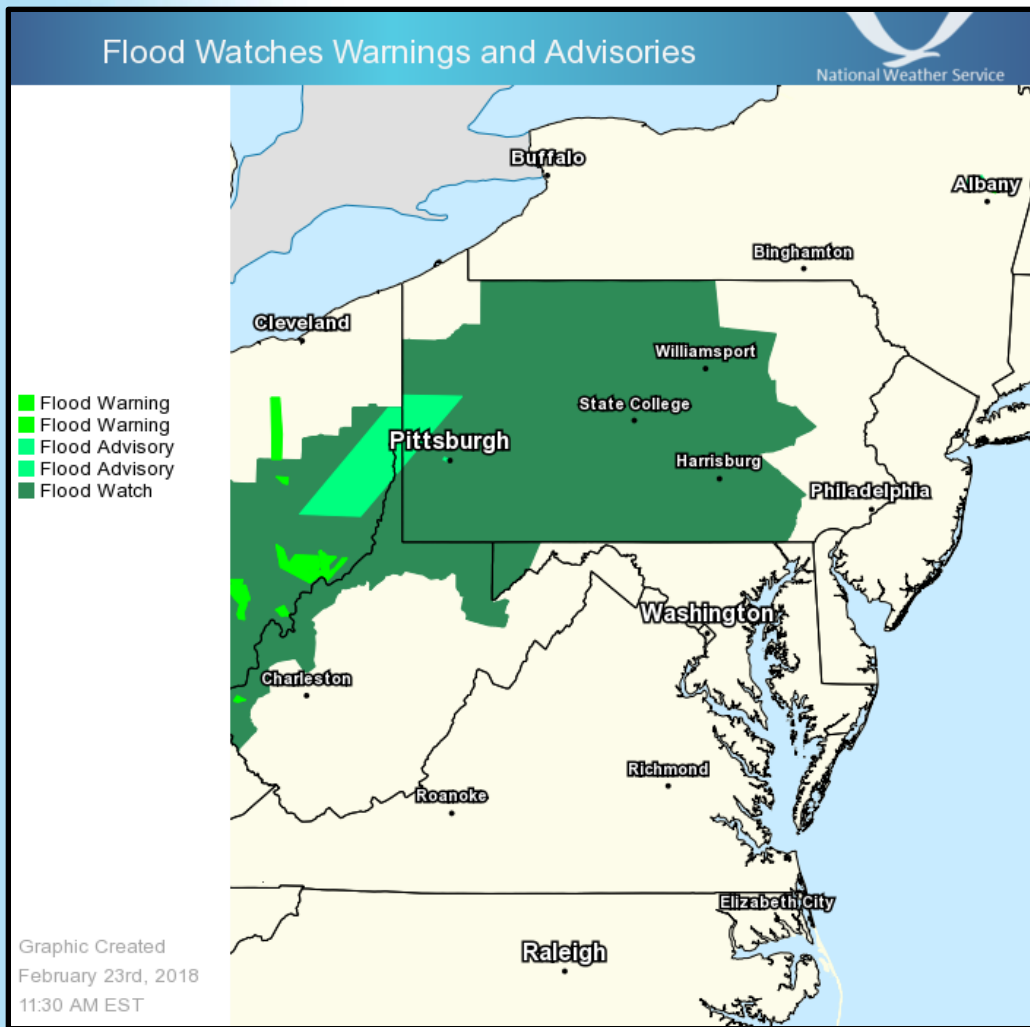 Flood Watches Warnings and Advisories
National Weather Service
Buffalo
Albany
Binghamton
Cleveland
Williamsport
State College
Pittsburgh
Harrisburg
Philadelphia
Washington
Charleston
Richmond
Roanoke
Elizabeth City
Raleigh
Flood Warning
Flood Warning
Flood Advisory
Flood Advisory
Flood Watch
Graphic Created
February 23rd, 2018
11:30 AM EST